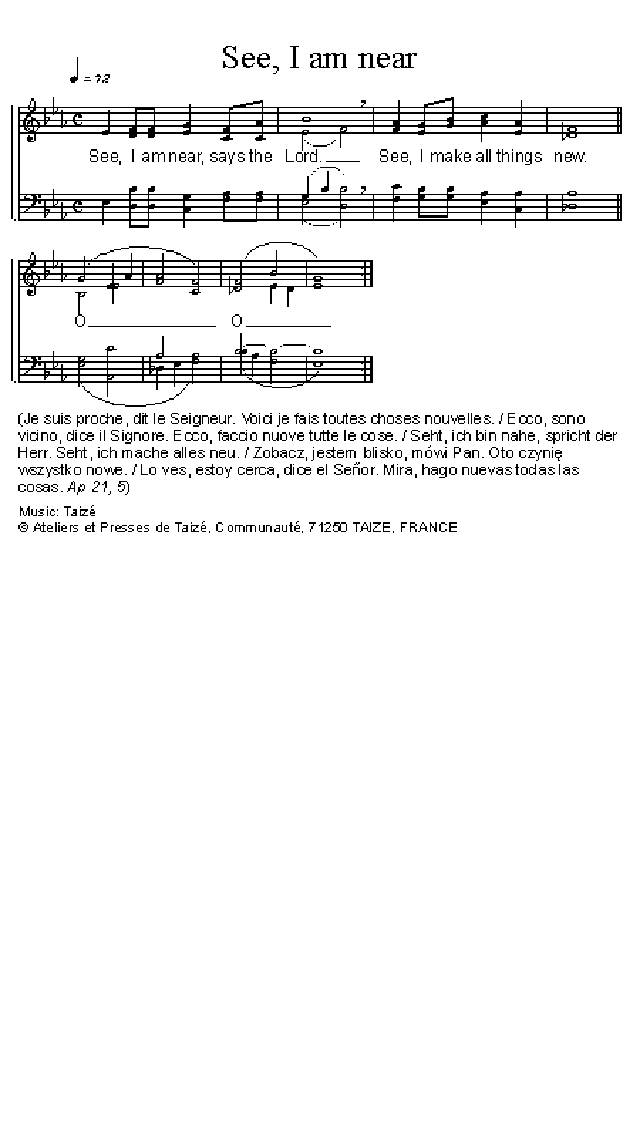 See, I am near
= 72
See, I am near, says the Lord. See, I make all things new.
O O
(Je suis proche, dit le Seigneur. Voici je fais toutes choses nouvelles. / Ecco, sono
vicino, dice il Signore. Ecco, faccio nuove tutte le cose. / Seht, ich bin nahe, spricht der
Herr. Seht, ich mache alles neu. / Zobacz, jestem blisko, mówi Pan. Oto czynię
wszystko nowe. / Lo ves, estoy cerca, dice el Señor. Mira, hago nuevas todas las
cosas. Ap 21, 5)
Music: Taizé
© Ateliers et Presses de Taizé, Communauté, 71250 TAIZE, FRANCE